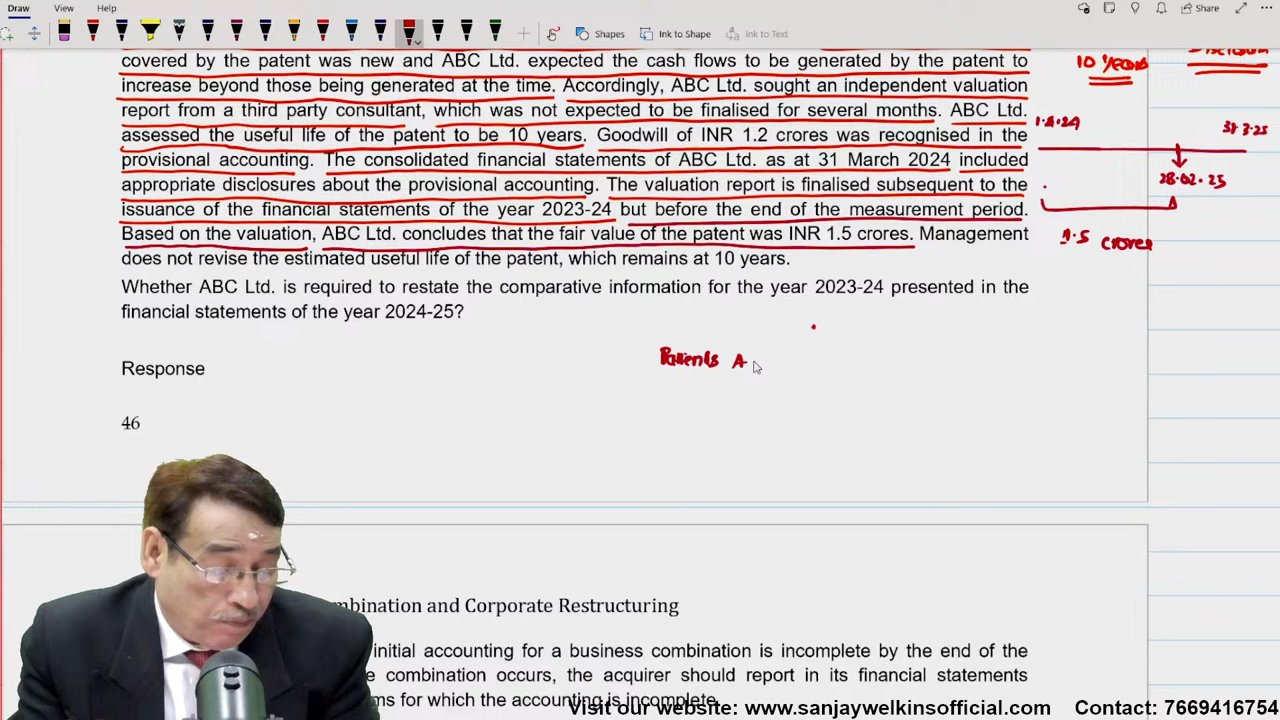 Draw View Help
Share
Shapes Ink to Shape Ink to Text
covered by the patent was new and ABC Ltd. expected the cash flows to be generated by the patent to
10 years
increase beyond those being generated at the time. Accordingly, ABC Ltd. sought an independent valuation
report from a third party consultant, which was not expected to be finalised for several months. ABC Ltd.
1.4.24
31.3.25
assessed the useful life of the patent to be 10 years. Goodwill of INR 1.2 crores was recognised in the
provisional accounting. The consolidated financial statements of ABC Ltd. as at 31 March 2024 included
appropriate disclosures about the provisional accounting. The valuation report is finalised subsequent to the
28.02.25
issuance of the financial statements of the year 2023-24 but before the end of the measurement period.
Based on the valuation, ABC Ltd. concludes that the fair value of the patent was INR 1.5 crores. Management
1.5 crores
does not revise the estimated useful life of the patent, which remains at 10 years.
Whether ABC Ltd. is required to restate the comparative information for the year 2023-24 presented in the
financial statements of the year 2024-25?
Patients A
Response
46
mbination and Corporate Restructuring
initial accounting for a business combination is incomplete by the end of the
combination occurs, the acquirer should report in its financial statements
ms for which the accounting is incomplete.
Visit our website: www.sanjaywelkinsofficial.com Contact: 7669416754